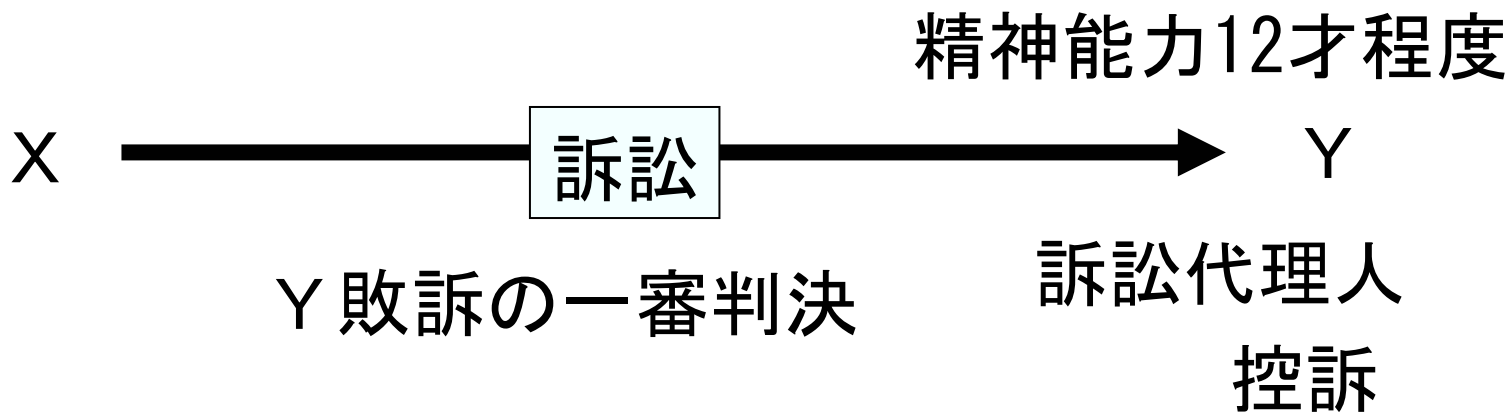 精神能力12才程度
X
訴訟
Y
Y敗訴の一審判決
訴訟代理人
控訴